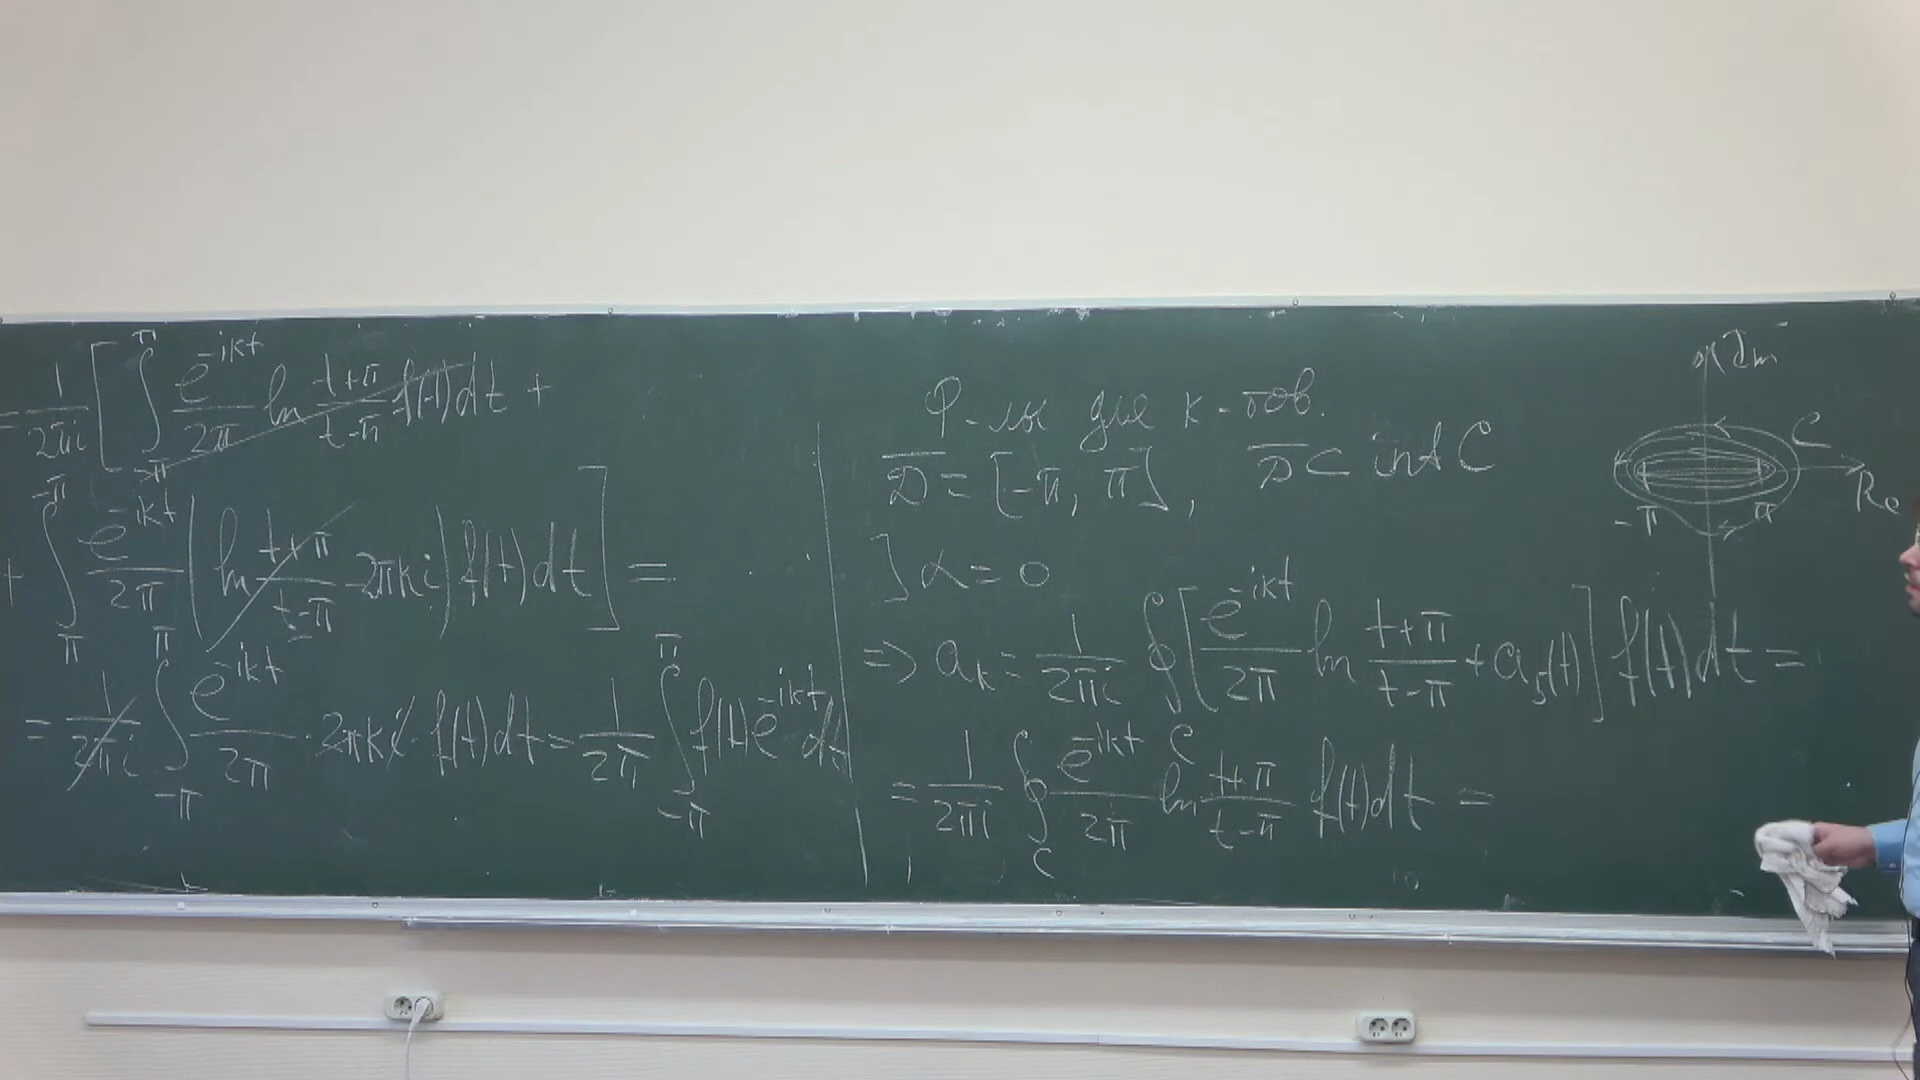 = 1/2πi [ ∫_{-π}^{π} e^{-ikt}/2π ln (t+π)/(t-π) f(t)dt +
+ ∫_{π}^{-π} e^{-ikt}/2π ( ln (t+π)/(t-π) - 2πki ) f(t)dt ] =
= 1/2πi ∫_{-π}^{π} e^{-ikt}/2π · 2πki · f(t)dt = 1/2π ∫_{-π}^{π} f(t)e^{-ikt}dt
Ф-лы для к-тов.
D̅ = [-π, π], D̅ ⊂ int C
] α = 0
⇒ a_k = 1/2πi ∮_C [ e^{-ikt}/2π ln (t+π)/(t-π) + a_5(t) ] f(t)dt =
= 1/2πi ∮_C e^{-ikt}/2π ln (t+π)/(t-π) f(t)dt =
Im
C
-π π Re